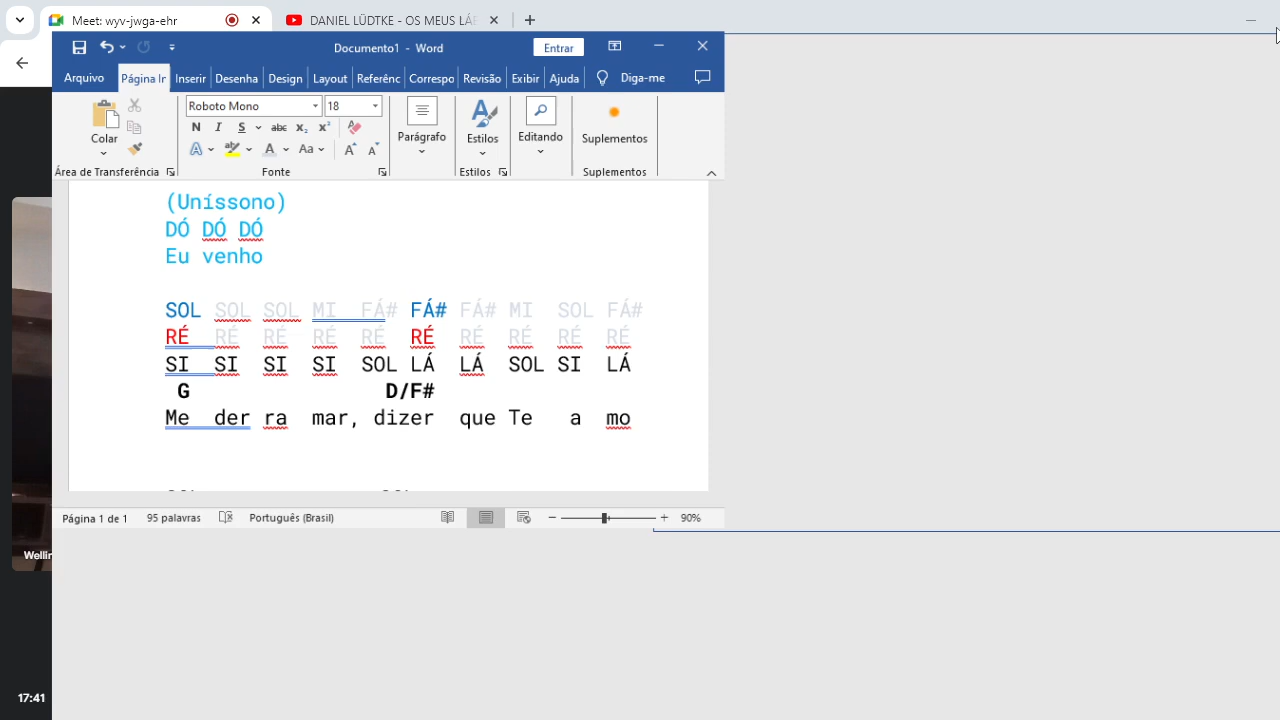 Meet: wyv-jwga-ehr
DANIEL LÜDTKE - OS MEUS LÁB
Documento1 - Word
Entrar
Arquivo Página In Inserir Desenha Design Layout Referênc Correspo Revisão Exibir Ajuda Diga-me
Roboto Mono 18
Colar
N I S abc x₂ x²
A aby A Aa A A
Parágrafo
Estilos
Editando
Suplementos
Área de Transferência Fonte Estilos Suplementos
(Uníssono)
DÓ DÓ DÓ
Eu venho
SOL SOL SOL MI FÁ# FÁ# FÁ# MI SOL FÁ#
RÉ RÉ RÉ RÉ RÉ RÉ RÉ RÉ RÉ RÉ
SI SI SI SI SOL LÁ LÁ SOL SI LÁ
G D/F#
Me der ra mar, dizer que Te a mo
Página 1 de 1 95 palavras Português (Brasil) 90%
Wellin
17:41